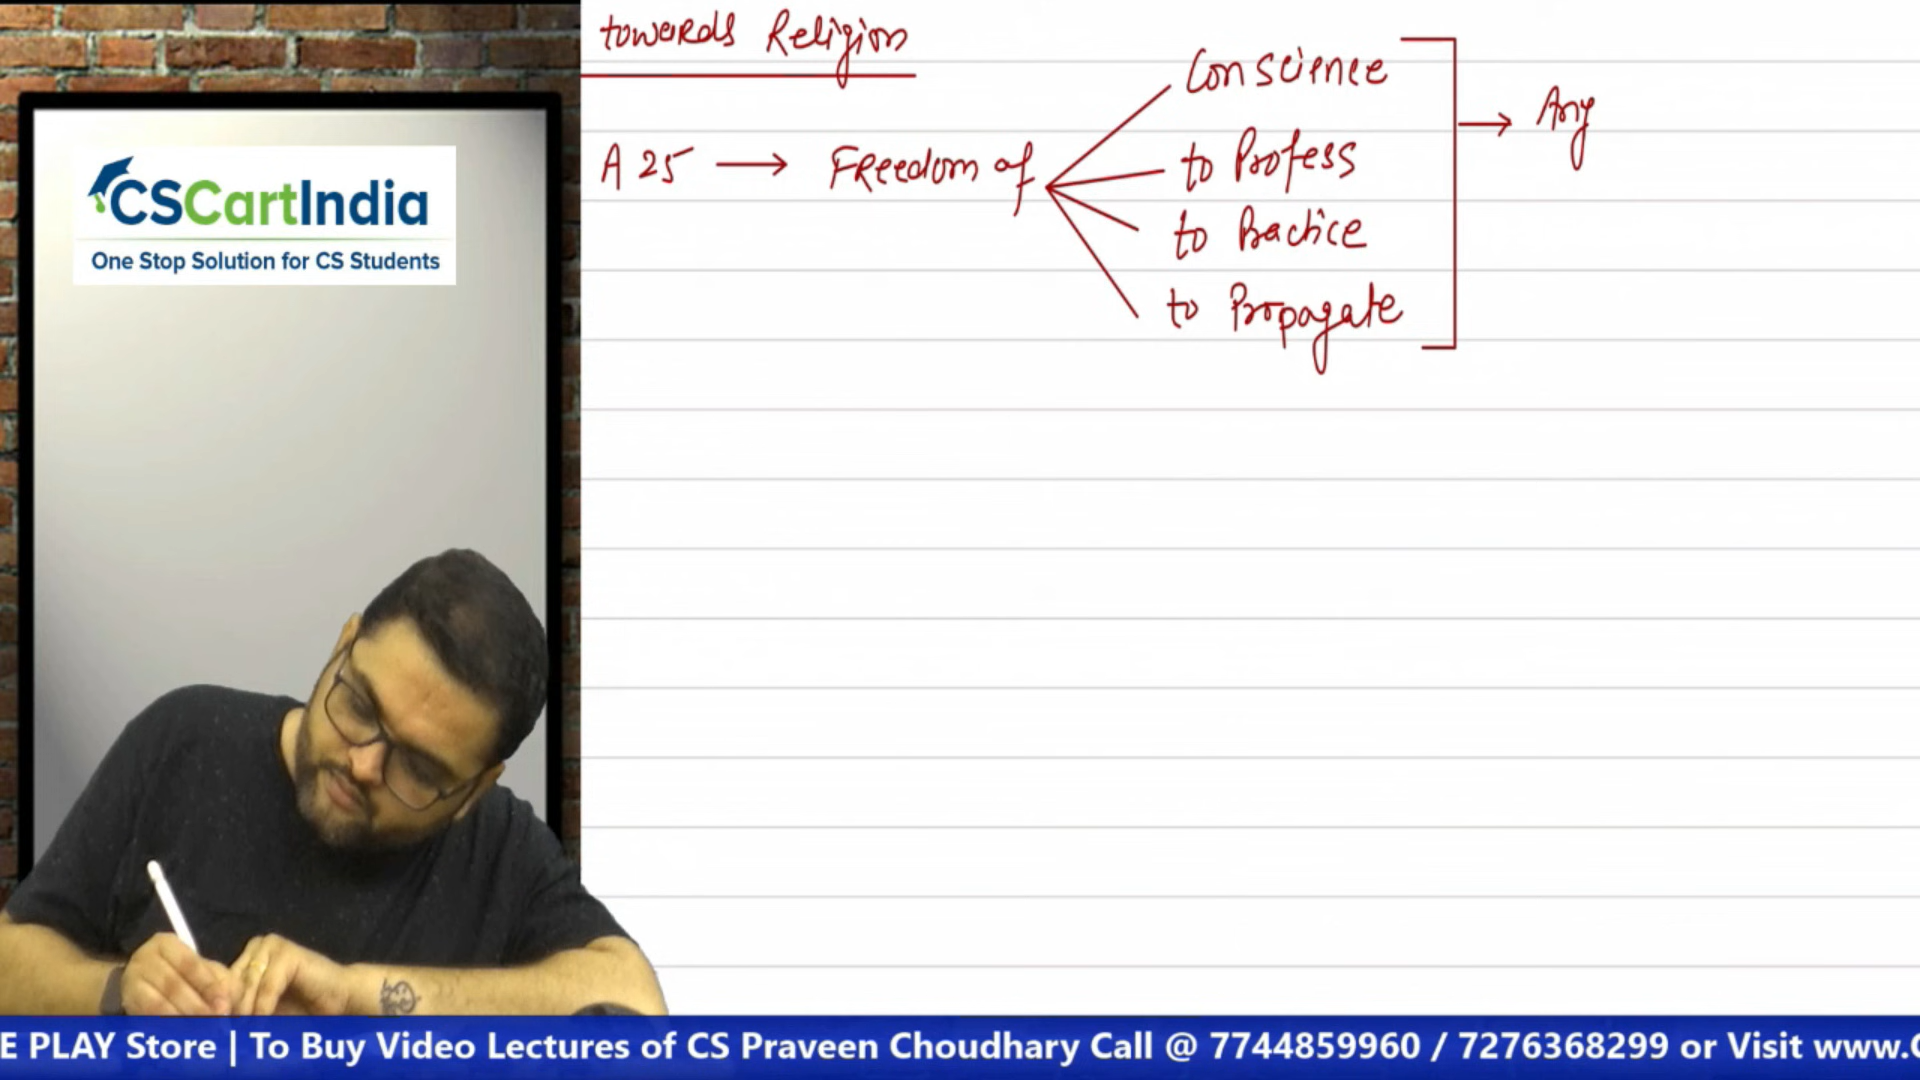 towards Religion
A 25 → Freedom of
Conscience
to Profess
to Practice
to Propagate
→ Any
CSCartIndia
One Stop Solution for CS Students
E PLAY Store | To Buy Video Lectures of CS Praveen Choudhary Call @ 7744859960 / 7276368299 or Visit www.C